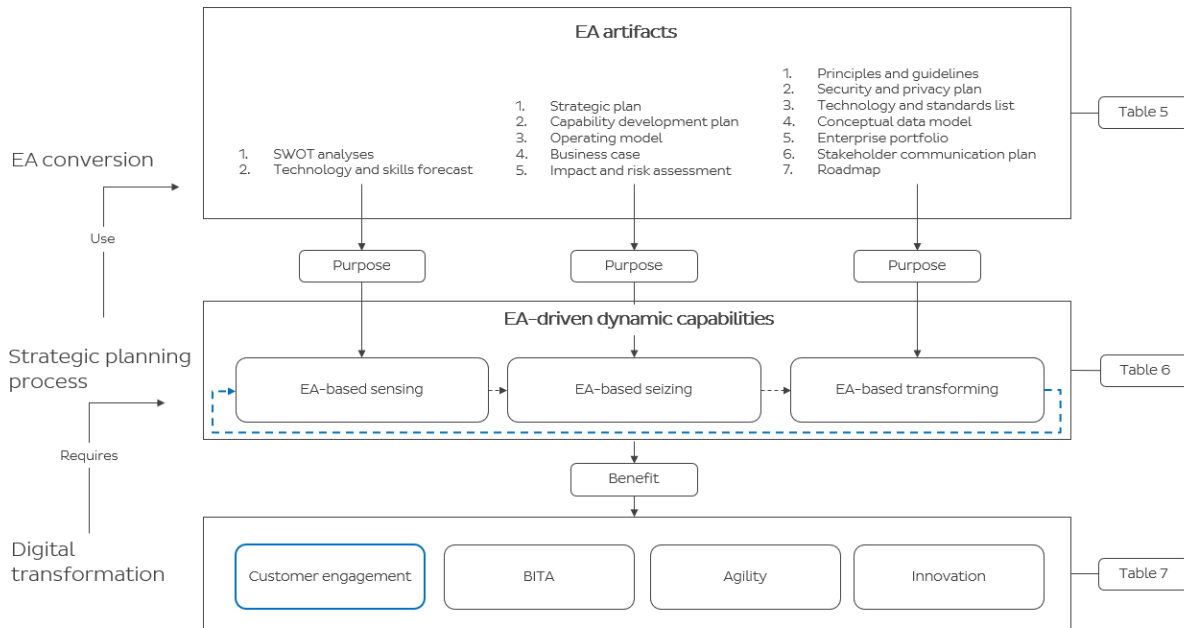 EA artifacts
1. SWOT analyses
2. Technology and skills forecast
1. Strategic plan
2. Capability development plan
3. Operating model
4. Business case
5. Impact and risk assessment
1. Principles and guidelines
2. Security and privacy plan
3. Technology and standards list
4. Conceptual data model
5. Enterprise portfolio
6. Stakeholder communication plan
7. Roadmap
Table 5
EA conversion
Use
Purpose
Purpose
Purpose
EA-driven dynamic capabilities
Strategic planning
process
EA-based sensing
EA-based seizing
EA-based transforming
Table 6
Requires
Benefit
Digital
transformation
Customer engagement
BITA
Agility
Innovation
Table 7